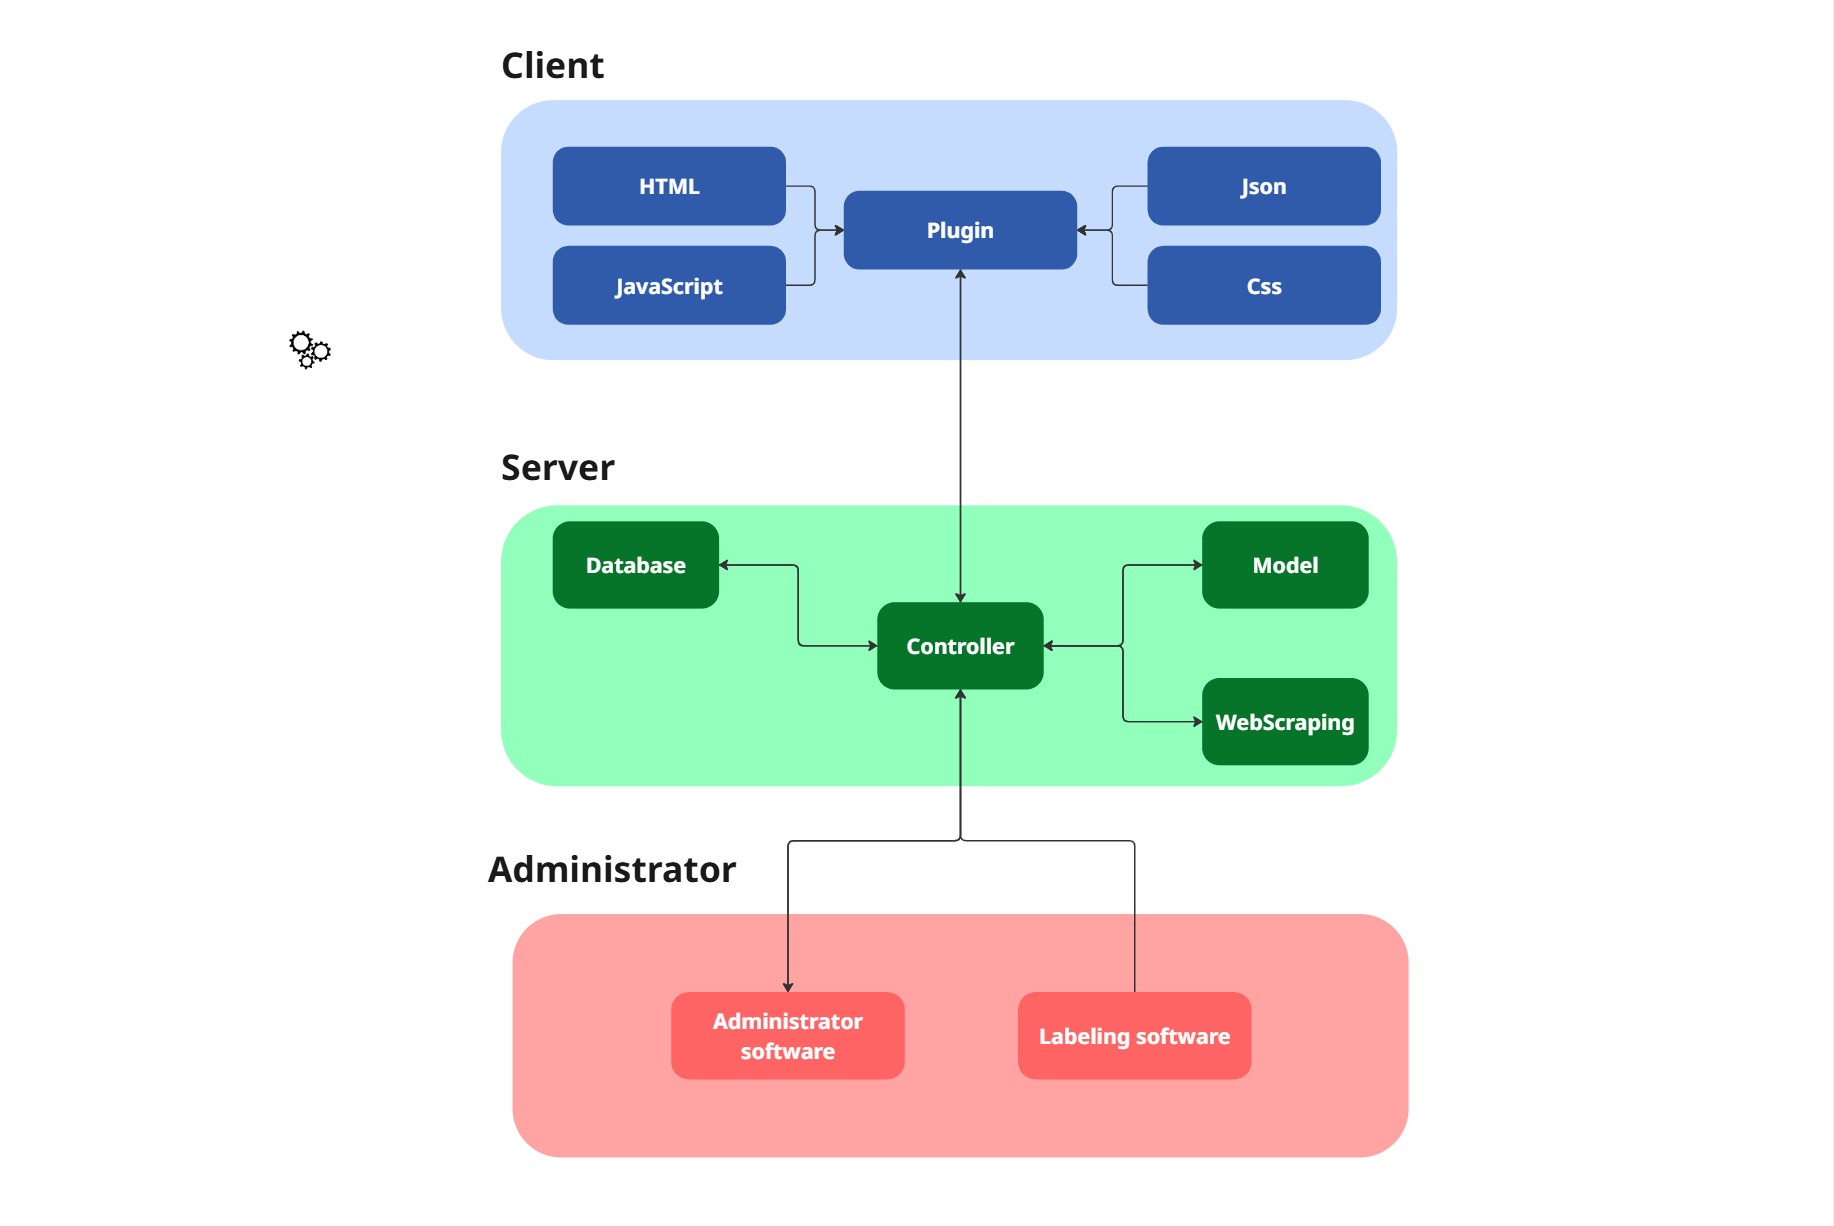 Client
HTML
Json
Plugin
JavaScript
Css
Server
Database
Model
Controller
WebScraping
Administrator
Administrator
software
Labeling software